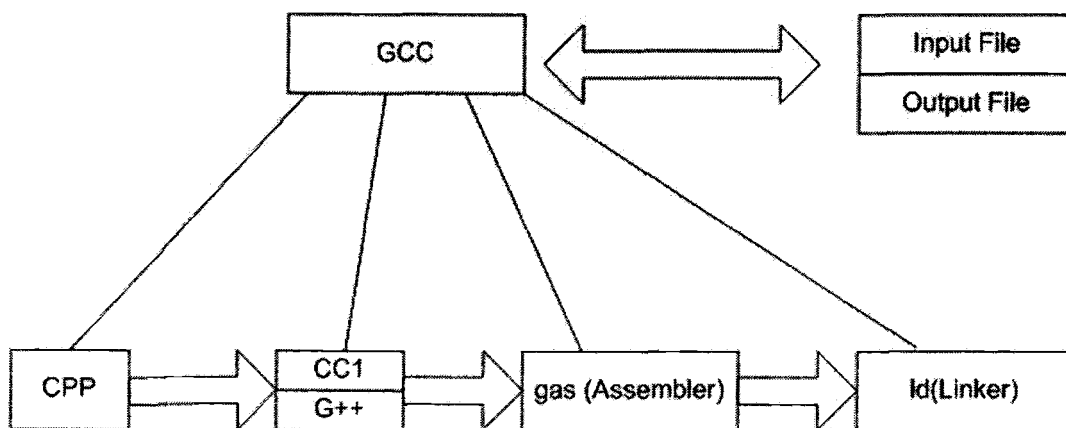 GCC
Input File
Output File
CPP
CC1
G++
gas (Assembler)
ld(Linker)